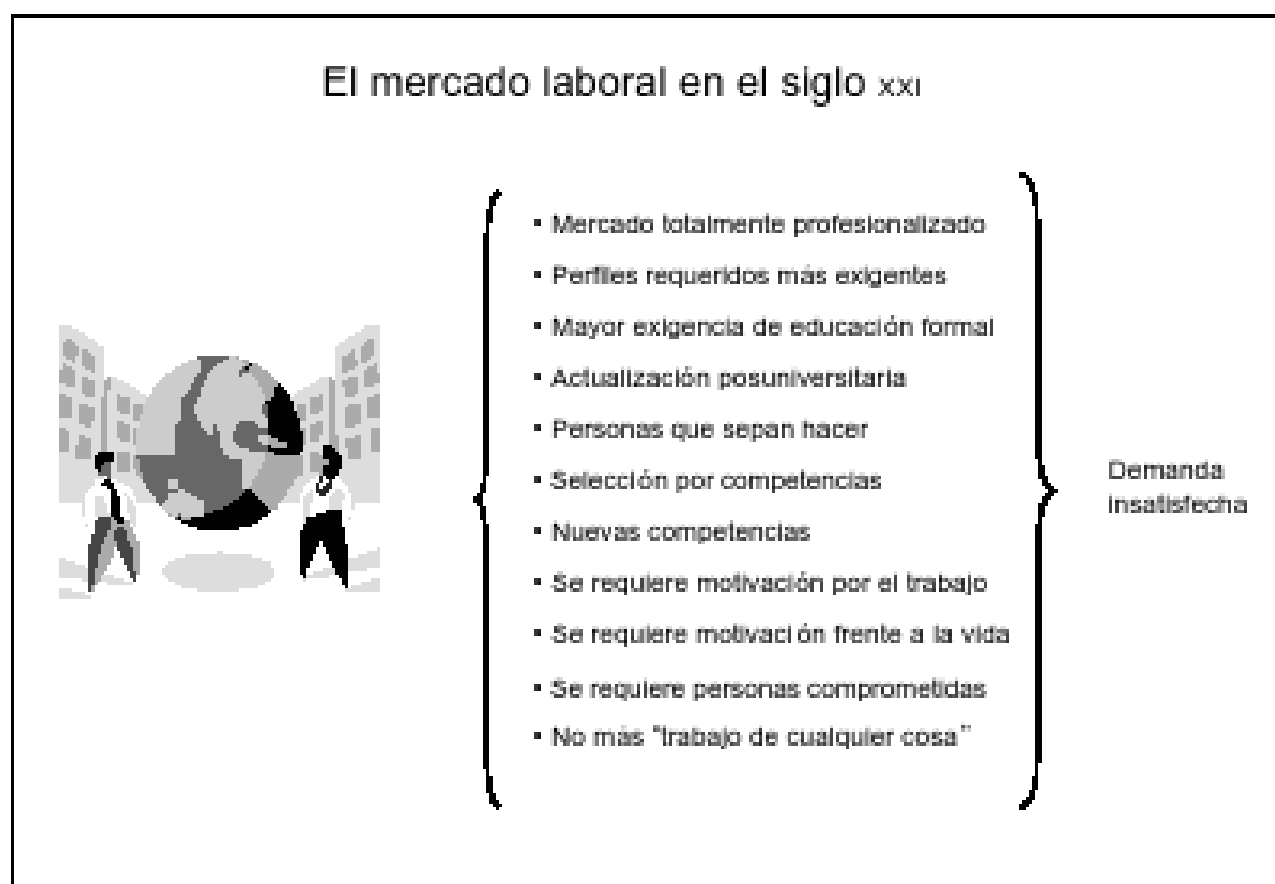 El mercado laboral en el siglo XXI
▪ Mercado totalmente profesionalizado
▪ Perfiles requeridos más exigentes
▪ Mayor exigencia de educación formal
▪ Actualización posuniversitaria
▪ Personas que sepan hacer
▪ Selección por competencias
▪ Nuevas competencias
▪ Se requiere motivación por el trabajo
▪ Se requiere motivación frente a la vida
▪ Se requiere personas comprometidas
▪ No más "trabajo de cualquier cosa"
Demanda
insatisfecha